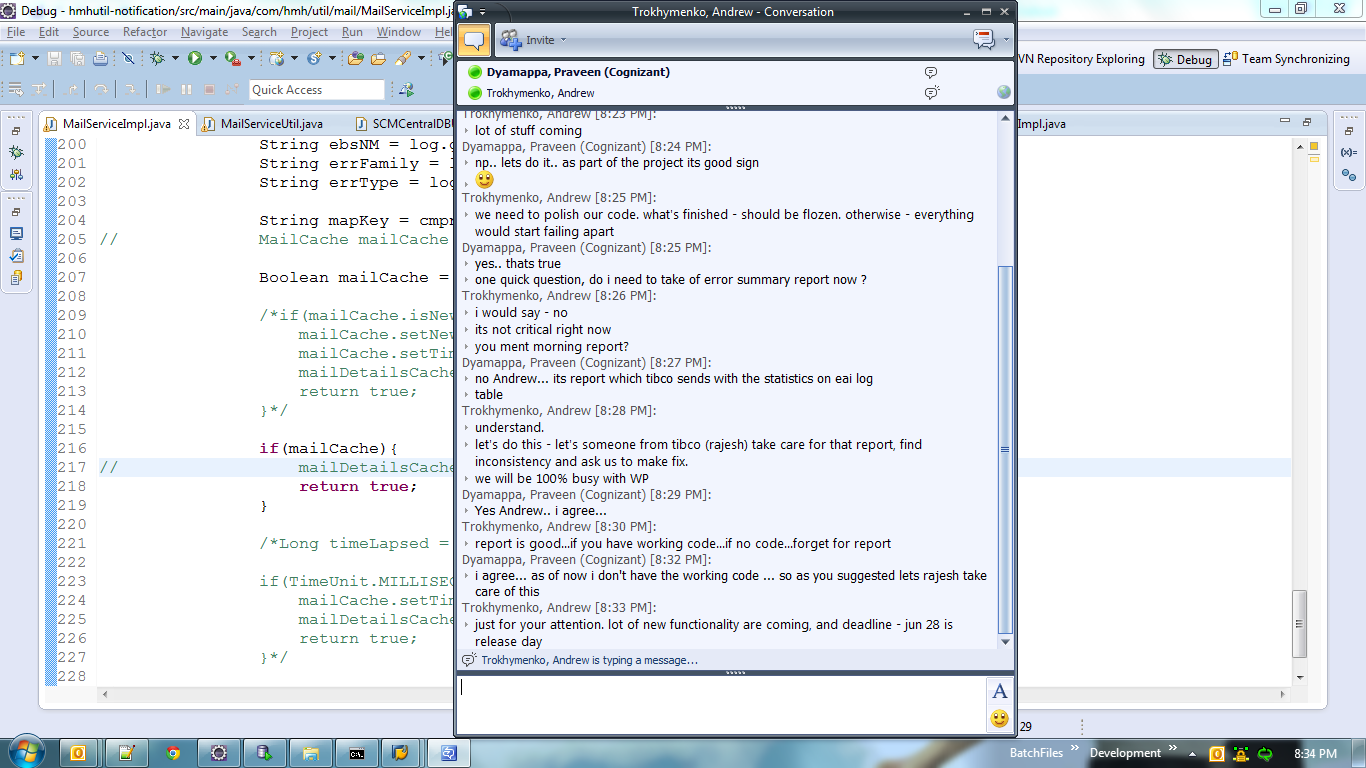 Debug - hmhutil-notification/src/main/java/com/hmh/util/mail/MailServiceImpl.ja
File Edit Source Refactor Navigate Search Project Run Window Hel
Quick Access
VN Repository Exploring Debug Team Synchronizing
MailServiceImpl.java MailServiceUtil.java SCMCentralDBU Impl.java
200 String ebsNM = log.g
201 String errFamily = l
202 String errType = log
203
204 String mapKey = cmpn
205 // MailCache mailCache
206
207 Boolean mailCache =
208
209 /*if(mailCache.isNew
210 mailCache.setNew
211 mailCache.setTim
212 mailDetailsCache
213 return true;
214 }*/
215
216 if(mailCache){
217 // mailDetailsCache
218 return true;
219 }
220
221 /*Long timeLapsed =
222
223 if(TimeUnit.MILLISEC
224 mailCache.setTim
225 mailDetailsCache
226 return true;
227 }*/
228
29
Trokhymenko, Andrew - Conversation
Invite
Dyamappa, Praveen (Cognizant)
Trokhymenko, Andrew
Trokhymenko, Andrew [8:23 PM]:
lot of stuff coming
Dyamappa, Praveen (Cognizant) [8:24 PM]:
np.. lets do it.. as part of the project its good sign
Trokhymenko, Andrew [8:25 PM]:
we need to polish our code. what's finished - should be flozen. otherwise - everything
would start failing apart
Dyamappa, Praveen (Cognizant) [8:25 PM]:
yes.. thats true
one quick question, do i need to take of error summary report now ?
Trokhymenko, Andrew [8:26 PM]:
i would say - no
its not critical right now
you ment morning report?
Dyamappa, Praveen (Cognizant) [8:27 PM]:
no Andrew... its report which tibco sends with the statistics on eai log
table
Trokhymenko, Andrew [8:28 PM]:
understand.
let's do this - let's someone from tibco (rajesh) take care for that report, find
inconsistency and ask us to make fix.
we will be 100% busy with WP
Dyamappa, Praveen (Cognizant) [8:29 PM]:
Yes Andrew.. i agree...
Trokhymenko, Andrew [8:30 PM]:
report is good...if you have working code...if no code...forget for report
Dyamappa, Praveen (Cognizant) [8:32 PM]:
i agree... as of now i don't have the working code ... so as you suggested lets rajesh take
care of this
Trokhymenko, Andrew [8:33 PM]:
just for your attention. lot of new functionality are coming, and deadline - jun 28 is
release day
Trokhymenko, Andrew is typing a message...
A
BatchFiles Development 8:34 PM